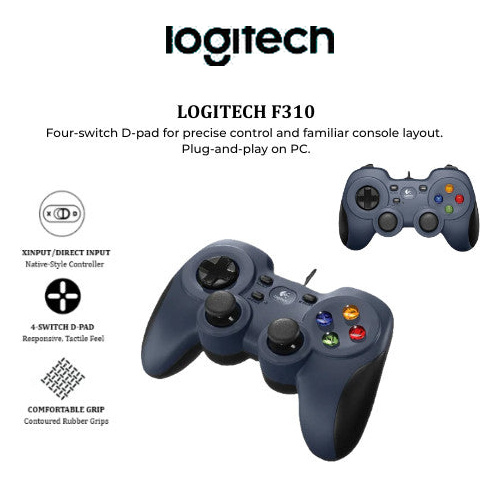 logitech
LOGITECH F310
Four-switch D-pad for precise control and familiar console layout.
Plug-and-play on PC.
X D
XINPUT/DIRECT INPUT
Native-Style Controller
4-SWITCH D-PAD
Responsive, Tactile Feel
COMFORTABLE GRIP
Contoured Rubber Grips